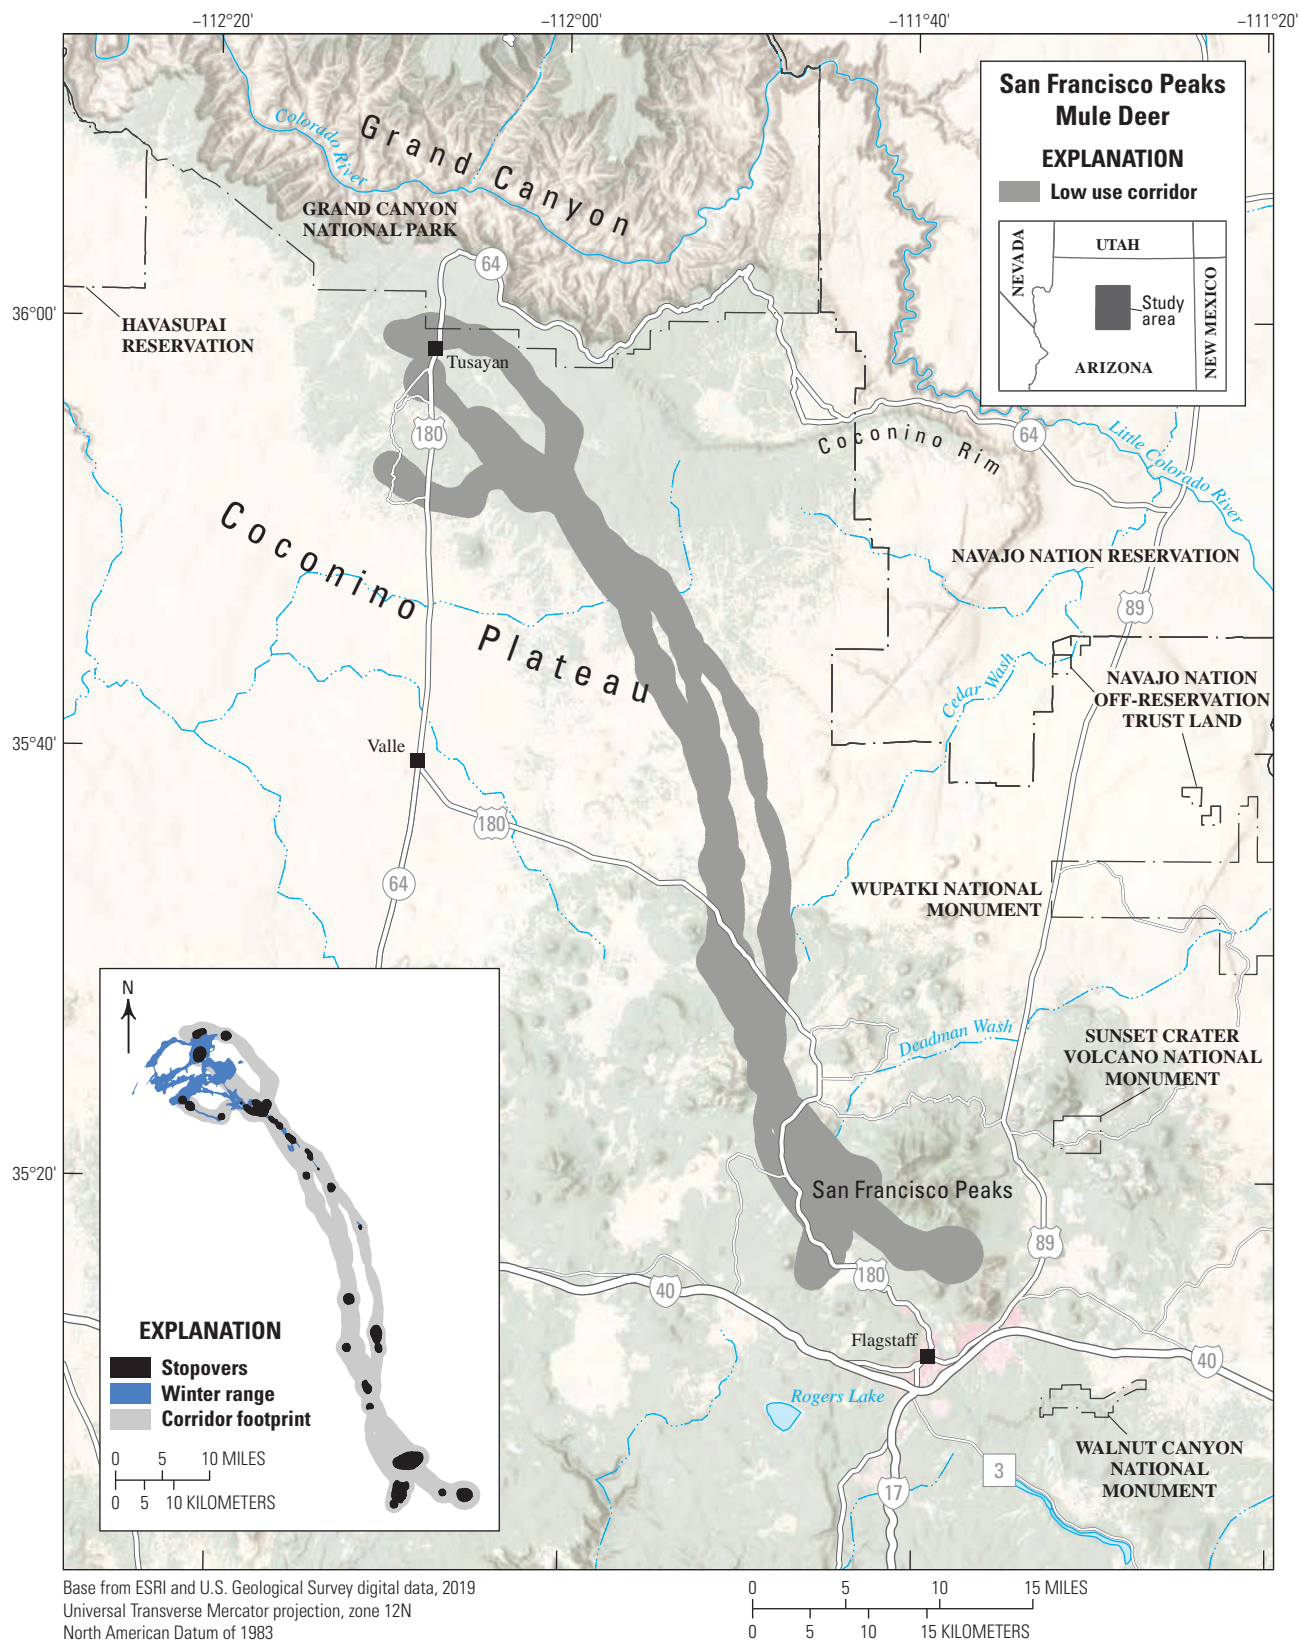 –112°20'
–112°00'
–111°40'
–111°20'
36°00'
35°40'
35°20'
San Francisco Peaks
Mule Deer
EXPLANATION
Low use corridor
NEVADA
UTAH
NEW MEXICO
ARIZONA
Study
area
Colorado
River
Grand Canyon
GRAND CANYON
NATIONAL PARK
64
HAVASUPAI
RESERVATION
Tusayan
180
Coconino Rim
64
Little Colorado River
Coconino Plateau
NAVAJO NATION RESERVATION
89
Cedar Wash
NAVAJO NATION
OFF-RESERVATION
TRUST LAND
Valle
180
64
WUPATKI NATIONAL
MONUMENT
Deadman Wash
SUNSET CRATER
VOLCANO NATIONAL
MONUMENT
San Francisco Peaks
89
180
40
Flagstaff
40
Rogers Lake
WALNUT CANYON
NATIONAL
MONUMENT
3
17
N
EXPLANATION
Stopovers
Winter range
Corridor footprint
0 5 10 MILES
0 5 10 KILOMETERS
Base from ESRI and U.S. Geological Survey digital data, 2019
Universal Transverse Mercator projection, zone 12N
North American Datum of 1983
0 5 10 15 MILES
0 5 10 15 KILOMETERS